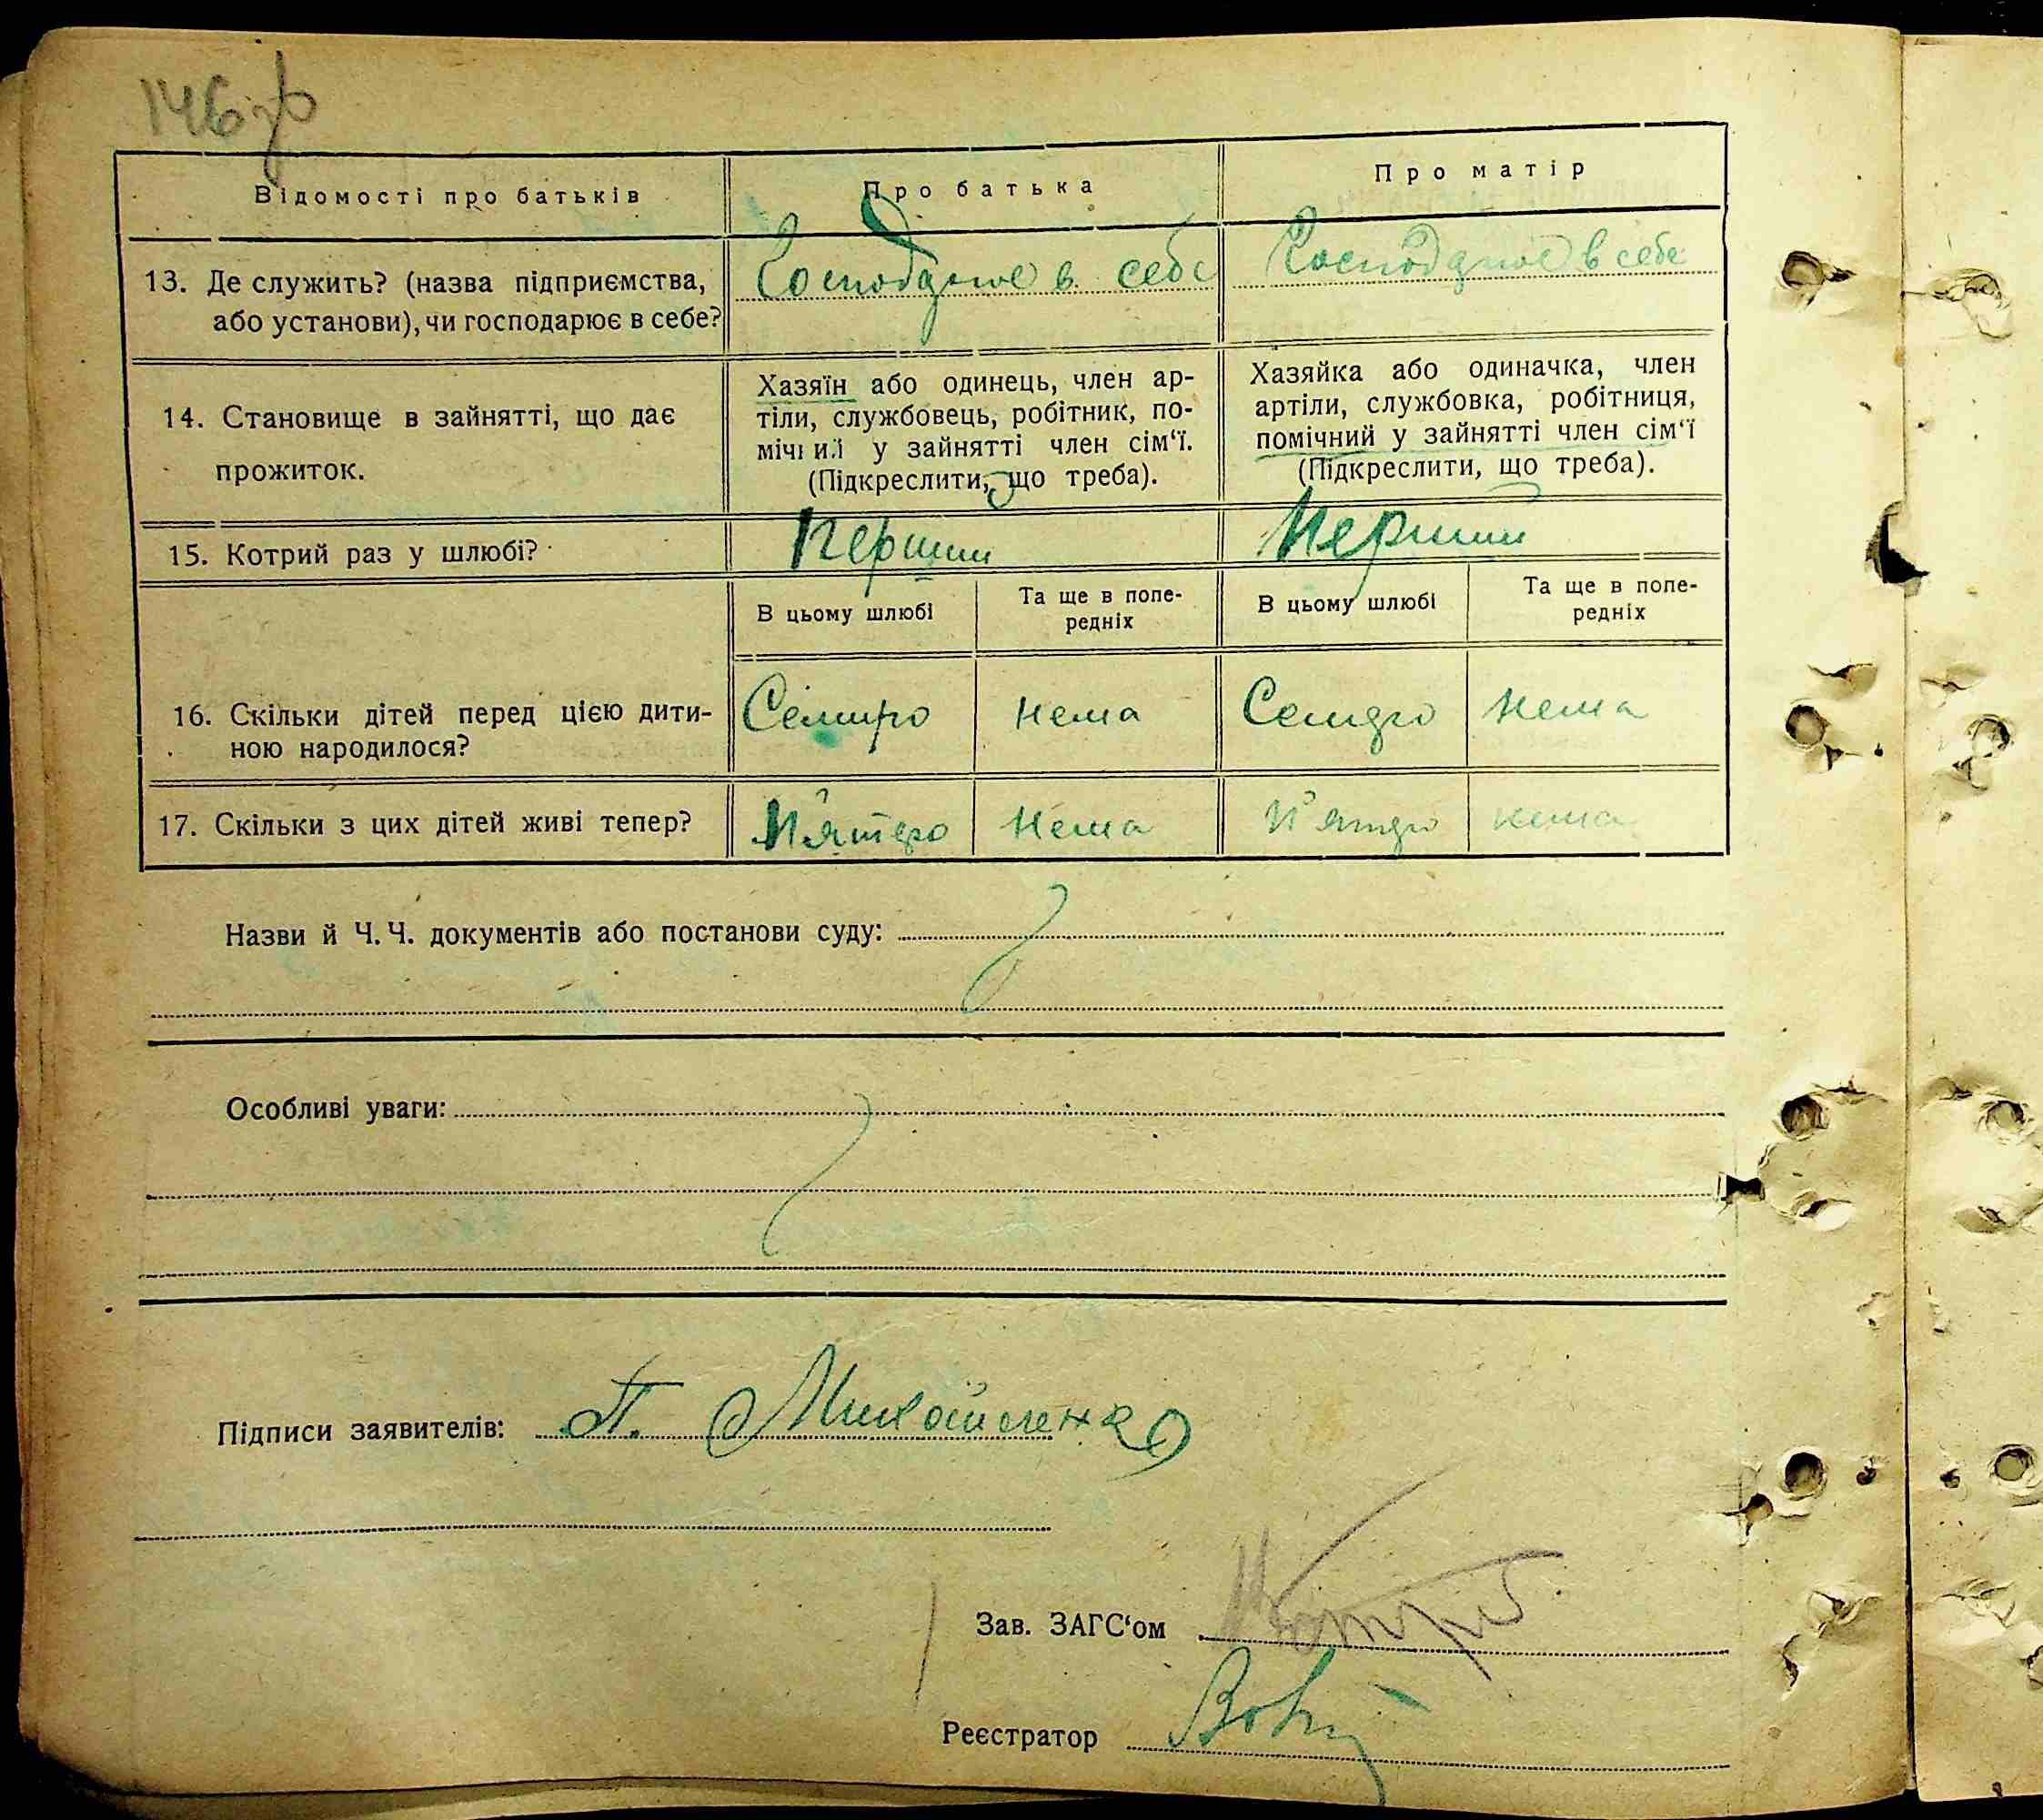 146зв
Відомості про батьків
Про батька
Про матір
13. Де служить? (назва підприємства,
або установи), чи господарює в себе?
Господарює в себе
Господарює в себе
14. Становище в зайнятті, що дає
прожиток.
Хазяїн або одинець, член ар-
тіли, службовець, робітник, по-
мічний у зайнятті член сім‘ї.
(Підкреслити, що треба).
Хазяйка або одиначка, член
артіли, службовка, робітниця,
помічний у зайнятті член сім‘ї
(Підкреслити, що треба).
15. Котрий раз у шлюбі?
Перший
Перший
В цьому шлюбі
Та ще в попе-
редніх
В цьому шлюбі
Та ще в попе-
редніх
16. Скільки дітей перед цією дити-
ною народилося?
Семеро
нема
Семеро
нема
17. Скільки з цих дітей живі тепер?
П'ятеро
нема
П'ятеро
нема
Назви й Ч. Ч. документів або постанови суду:
Особливі уваги:
Підписи заявителів: П. Михайленко
Зав. ЗАГС‘ом
Реєстратор